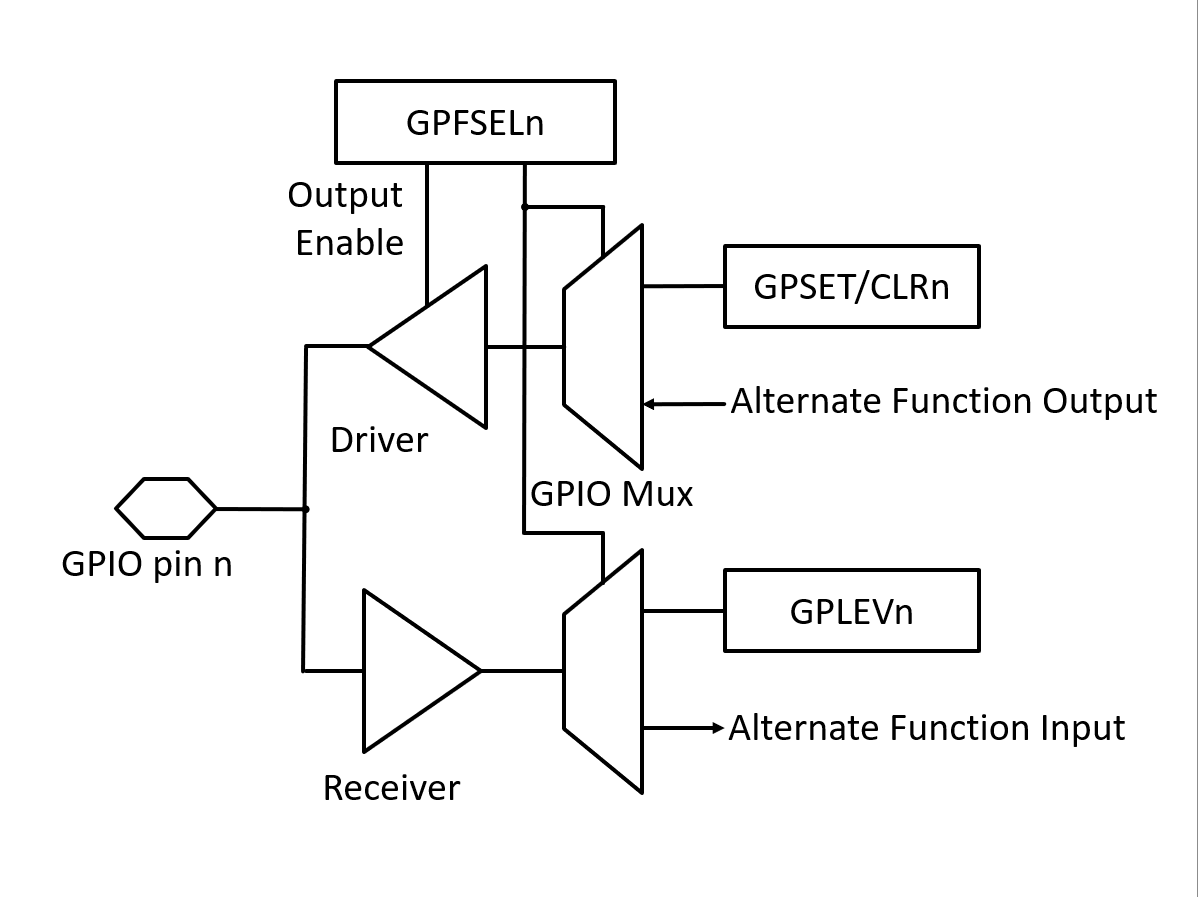 GPFSELn
Output
Enable
GPSET/CLRn
Alternate Function Output
Driver
GPIO Mux
GPIO pin n
GPLEVn
Alternate Function Input
Receiver